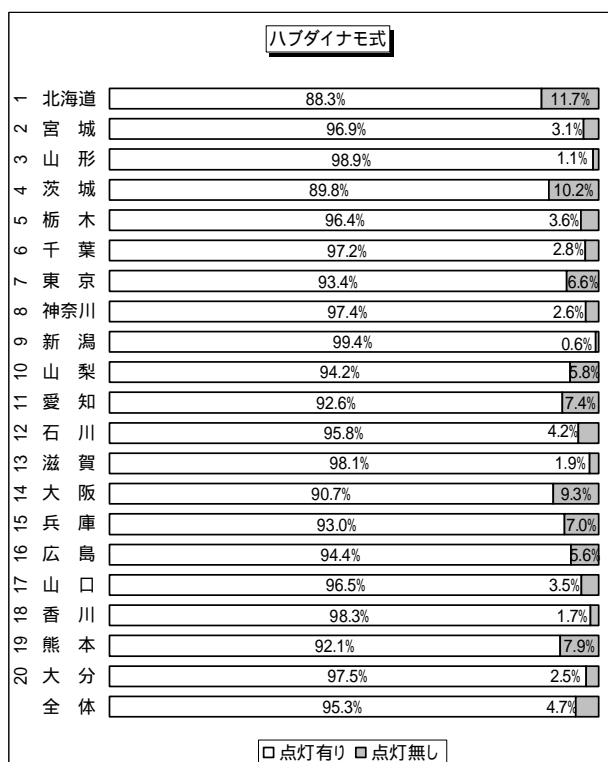 ハブダイナモ式
1 北海道 88.3% 11.7%
2 宮 城 96.9% 3.1%
3 山 形 98.9% 1.1%
4 茨 城 89.8% 10.2%
5 栃 木 96.4% 3.6%
6 千 葉 97.2% 2.8%
7 東 京 93.4% 6.6%
8 神奈川 97.4% 2.6%
9 新 潟 99.4% 0.6%
10 山 梨 94.2% 5.8%
11 愛 知 92.6% 7.4%
12 石 川 95.8% 4.2%
13 滋 賀 98.1% 1.9%
14 大 阪 90.7% 9.3%
15 兵 庫 93.0% 7.0%
16 広 島 94.4% 5.6%
17 山 口 96.5% 3.5%
18 香 川 98.3% 1.7%
19 熊 本 92.1% 7.9%
20 大 分 97.5% 2.5%
全 体 95.3% 4.7%
点灯有り 点灯無し